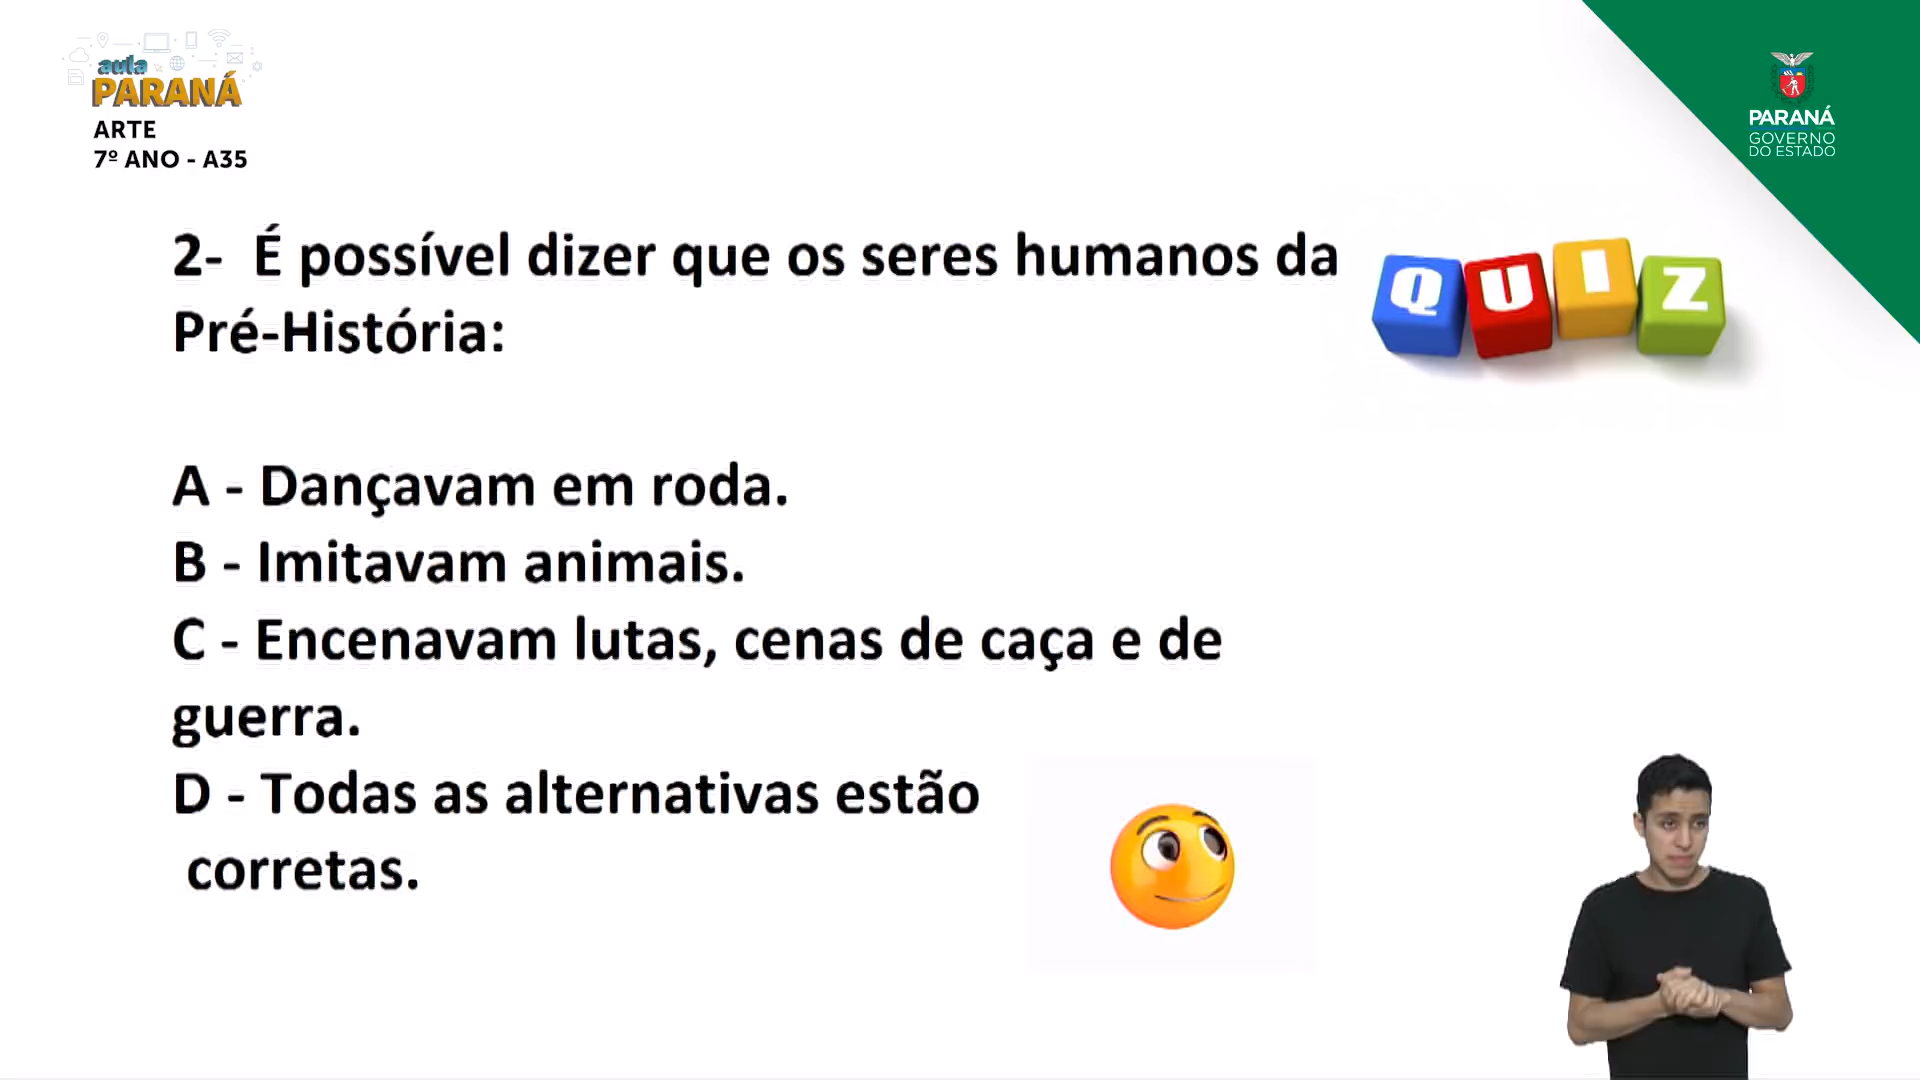 aula
PARANÁ
ARTE
7º ANO - A35
PARANÁ
GOVERNO
DO ESTADO
2-  É possível dizer que os seres humanos da
Pré-História:
QUIZ
A - Dançavam em roda.
B - Imitavam animais.
C - Encenavam lutas, cenas de caça e de
guerra.
D - Todas as alternativas estão
corretas.